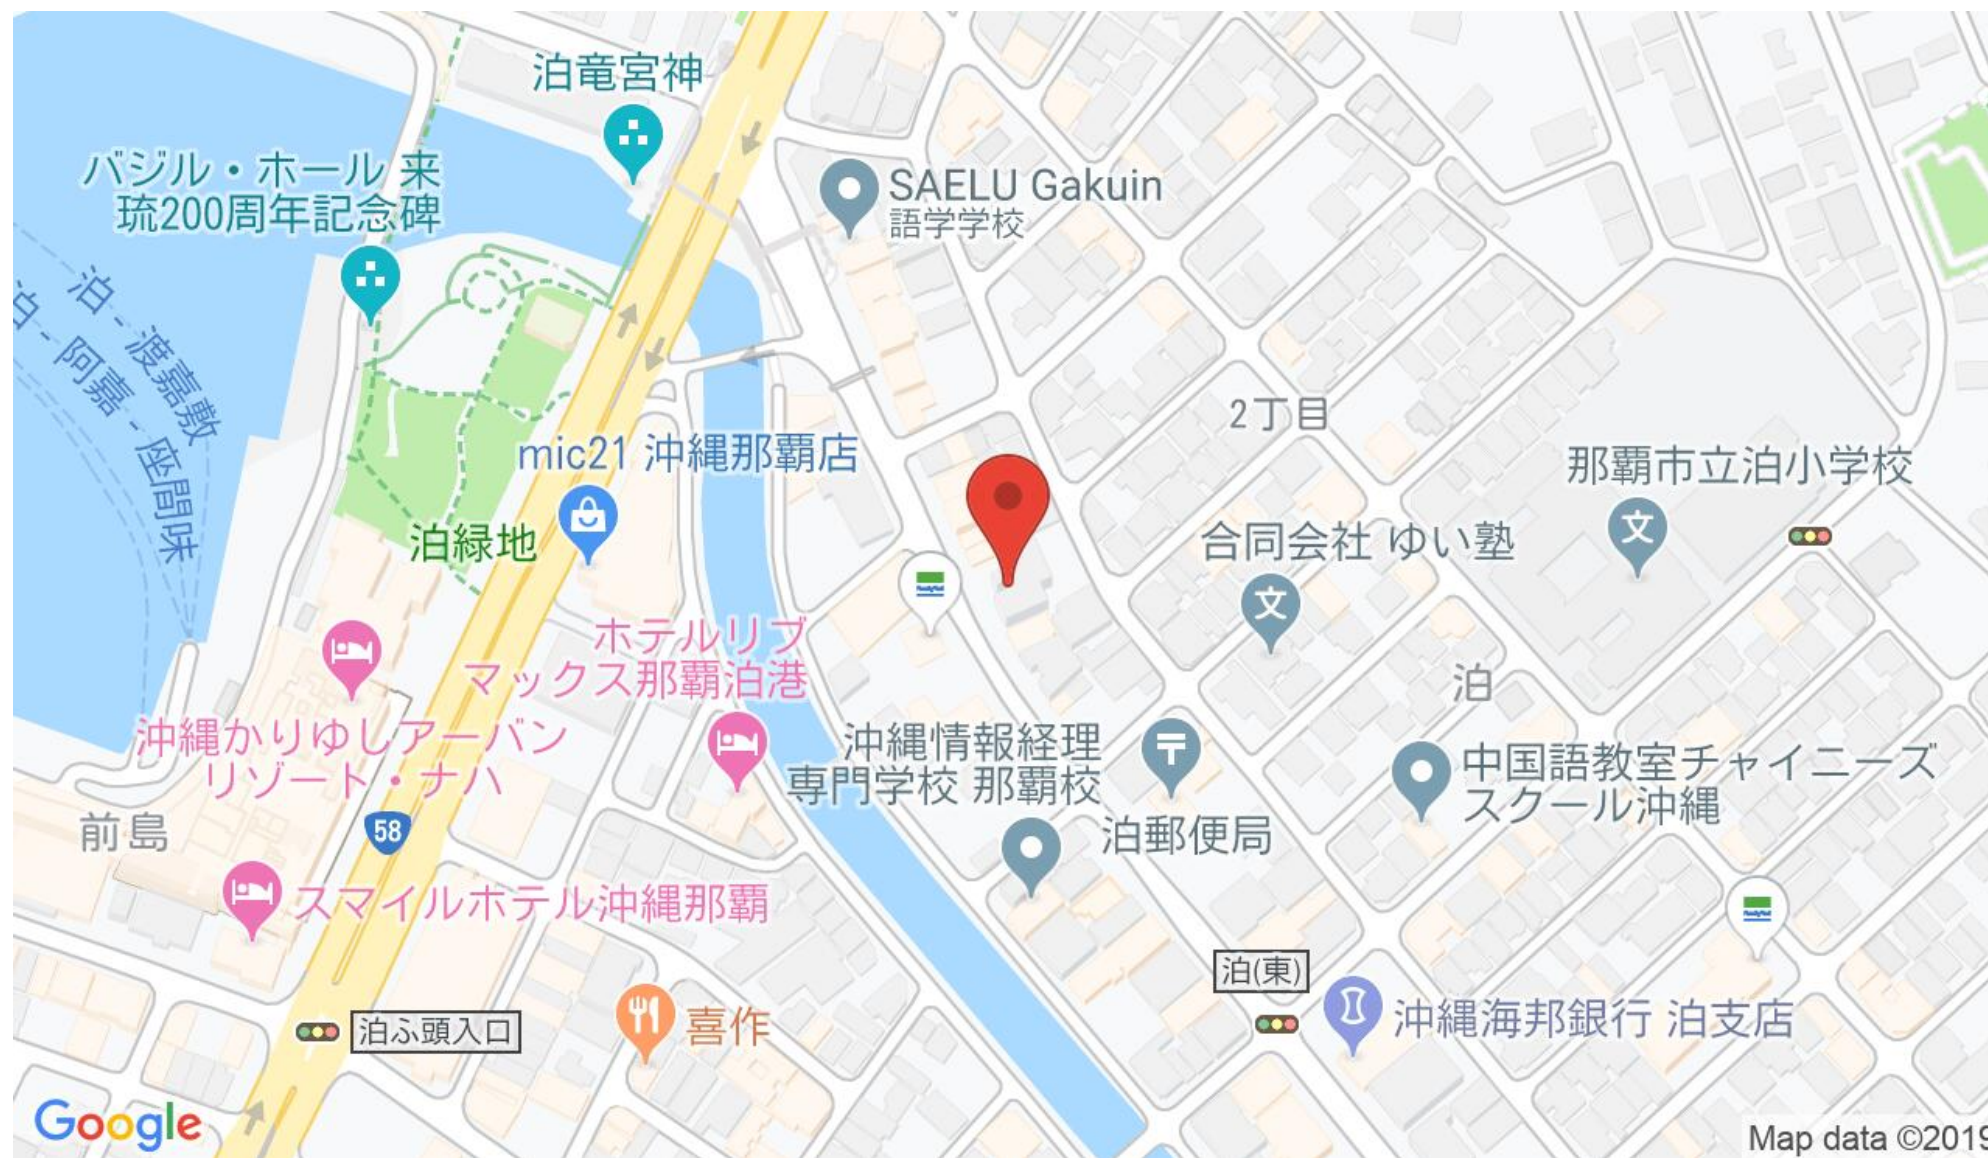 泊竜宮神
バジル・ホール 来
琉200周年記念碑
SAELU Gakuin
語学学校
泊 - 渡嘉敷
泊 - 阿嘉 - 座間味
2丁目
mic21 沖縄那覇店
那覇市立泊小学校
泊緑地
合同会社 ゆい塾
FamilyMart
ホテルリブ
マックス那覇泊港
泊
沖縄かりゆしアーバン
リゾート・ナハ
沖縄情報経理
専門学校 那覇校
中国語教室チャイニーズ
スクール沖縄
前島
58
泊郵便局
スマイルホテル沖縄那覇
FamilyMart
泊(東)
喜作
沖縄海邦銀行 泊支店
泊ふ頭入口
Google
Map data ©2019